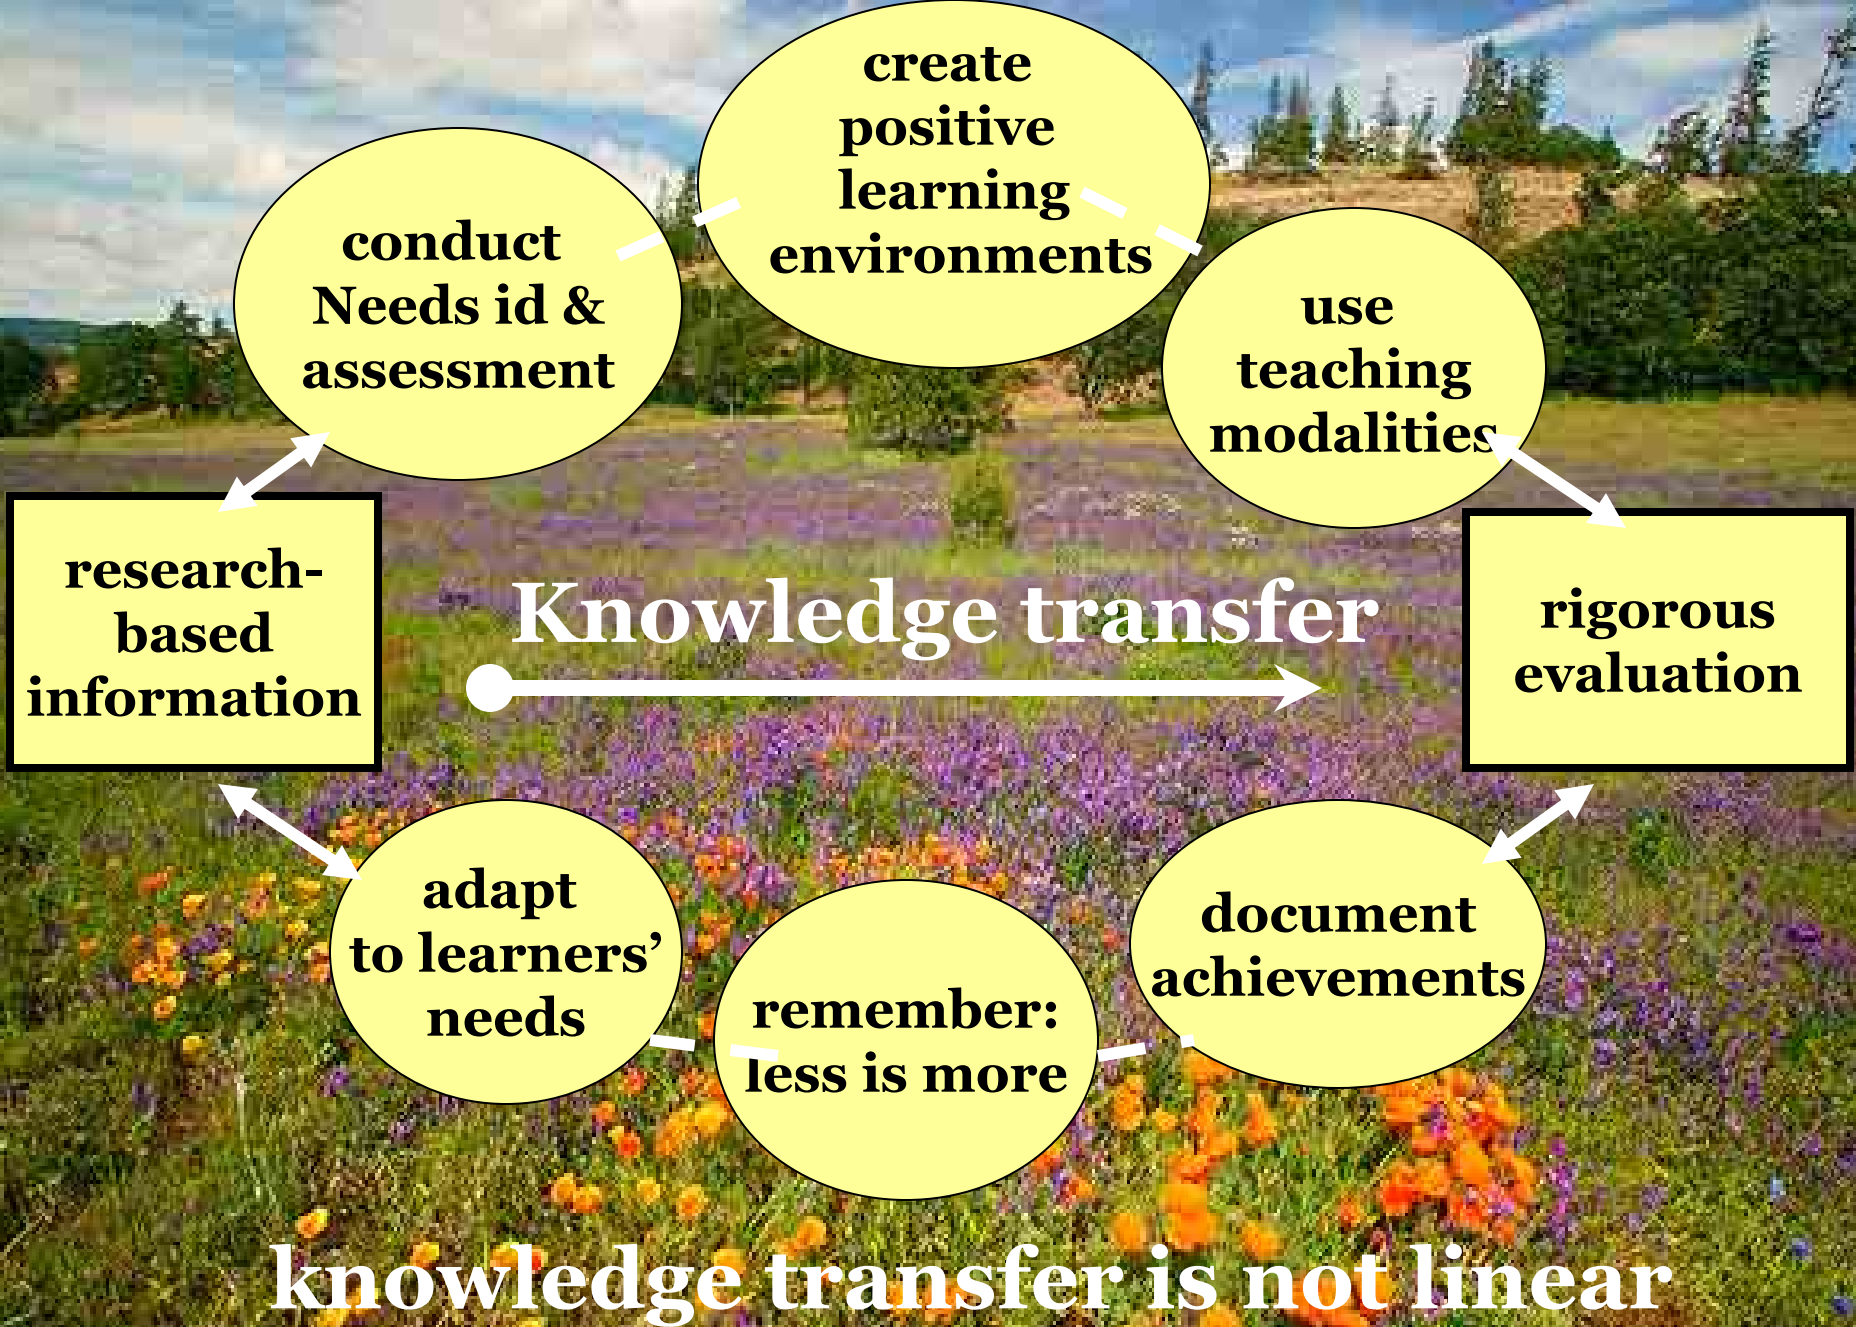 create
positive
learning
environments
conduct
Needs id &
assessment
use
teaching
modalities
research-
based
information
Knowledge transfer
rigorous
evaluation
adapt
to learners’
needs
remember:
less is more
document
achievements
knowledge transfer is not linear